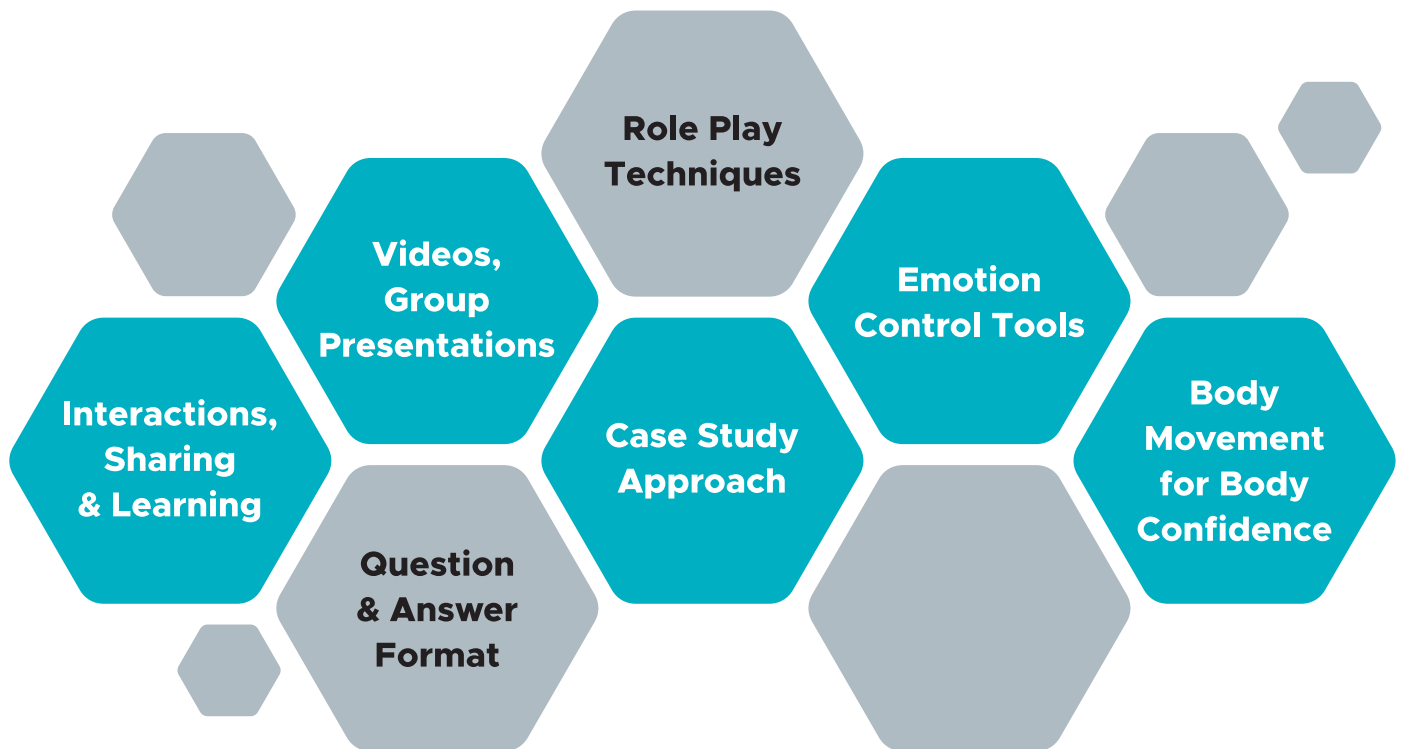 Role Play
Techniques
Videos,
Group
Presentations
Emotion
Control Tools
Interactions,
Sharing
& Learning
Case Study
Approach
Body
Movement
for Body
Confidence
Question
& Answer
Format